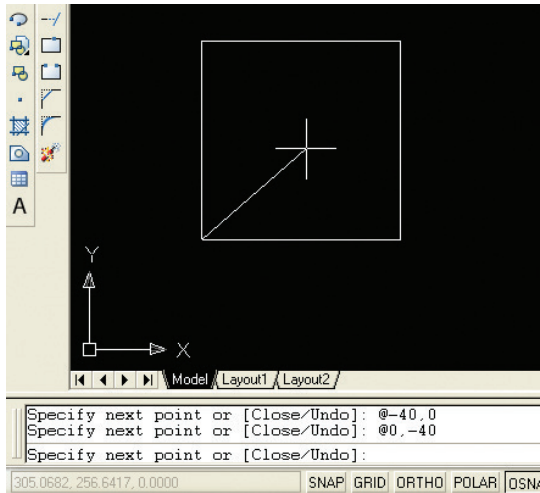 A
Y
X
Model Layout1 Layout2
Specify next point or [Close/Undo]: @-40,0
Specify next point or [Close/Undo]: @0,-40
Specify next point or [Close/Undo]:
305.0682, 256.6417, 0.0000 SNAP GRID ORTHO POLAR OSNA